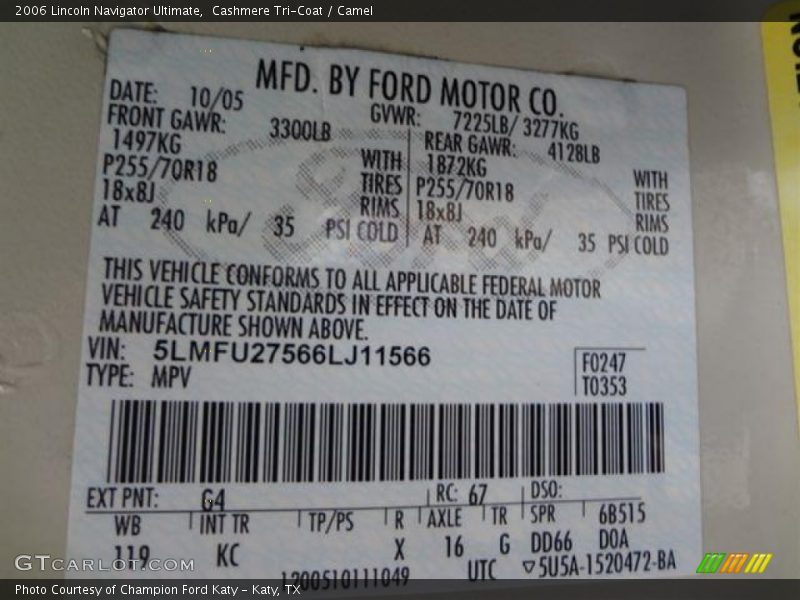 2006 Lincoln Navigator Ultimate,  Cashmere Tri-Coat / Camel
MFD. BY FORD MOTOR CO.
DATE: 10/05 GVWR: 7225LB/ 3277KG
FRONT GAWR: 3300LB REAR GAWR: 4128LB
1497KG WITH 1872KG WITH
P255/70R18 TIRES P255/70R18 TIRES
18x8J RIMS 18x8J RIMS
AT 240 kPa/ 35 PSI COLD AT 240 kPa/ 35 PSI COLD
Ford
THIS VEHICLE CONFORMS TO ALL APPLICABLE FEDERAL MOTOR
VEHICLE SAFETY STANDARDS IN EFFECT ON THE DATE OF
MANUFACTURE SHOWN ABOVE.
VIN: 5LMFU27566LJ11566
TYPE: MPV
F0247
T0353
EXT PNT: G4 RC: 67 DSO:
WB INT TR TP/PS R AXLE TR SPR 6B515
119 KC X 16 G DD66 DOA
1200510111049 UTC ▽5U5A-1520472-BA
GTcarlot.com
Photo Courtesy of Champion Ford Katy - Katy, TX